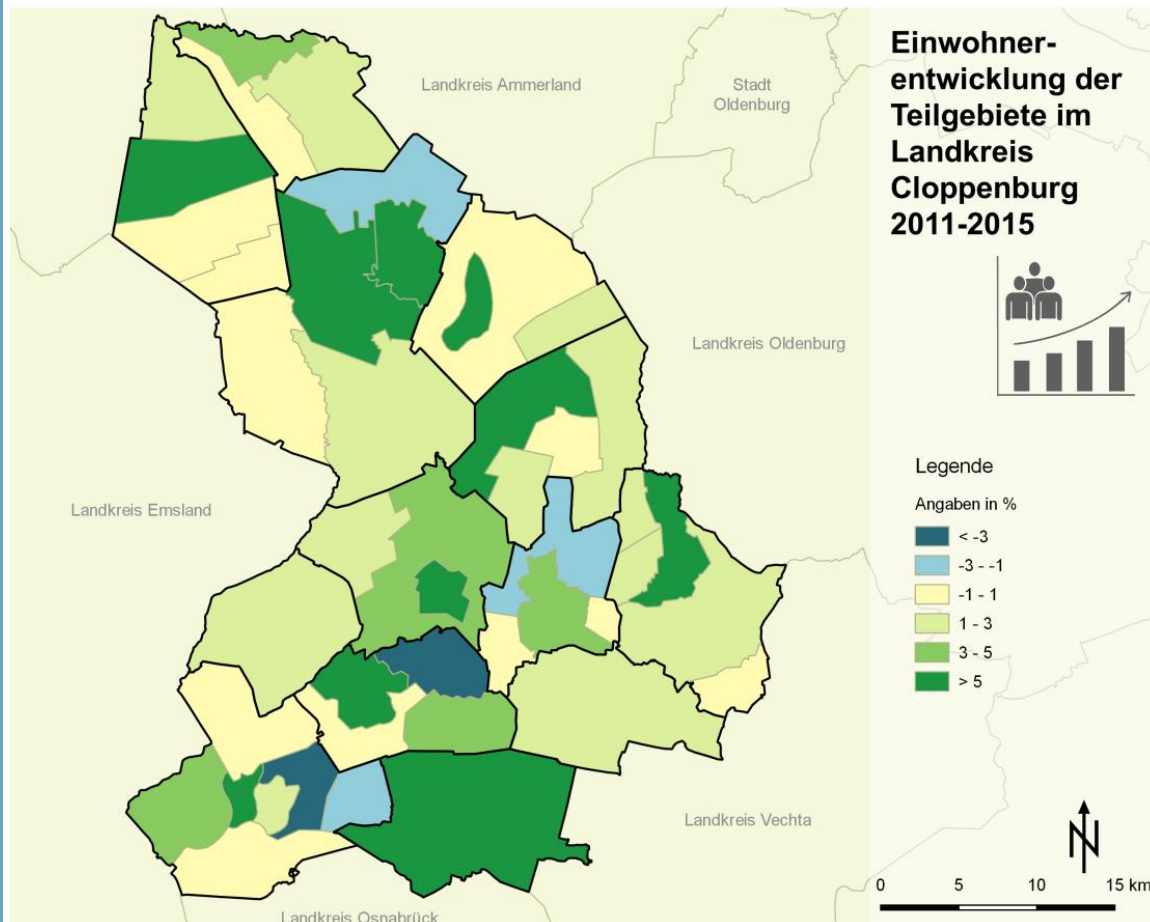 Einwohner-
entwicklung der
Teilgebiete im
Landkreis
Cloppenburg
2011-2015
Landkreis Ammerland
Stadt
Oldenburg
Landkreis Oldenburg
Landkreis Emsland
Landkreis Vechta
Landkreis Osnabrück
Legende
Angaben in %
< -3
-3 - -1
-1 - 1
1 - 3
3 - 5
> 5
N
0 5 10 15 km